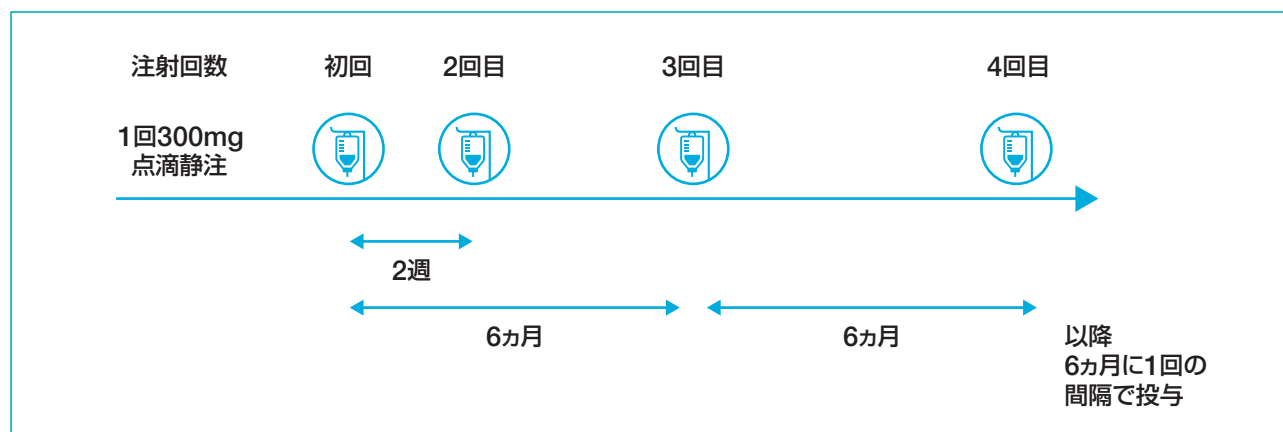 注射回数
初回
2回目
3回目
4回目
1回300mg
点滴静注
2週
6ヵ月
6ヵ月
以降
6ヵ月に1回の
間隔で投与